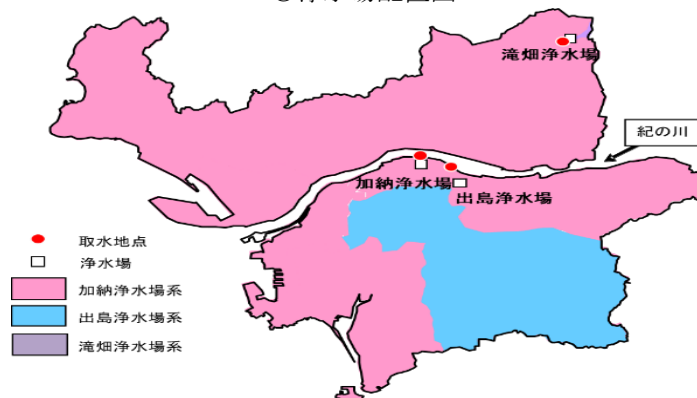 滝畑浄水場
紀の川
加納浄水場
出島浄水場
取水地点
浄水場
加納浄水場系
出島浄水場系
滝畑浄水場系